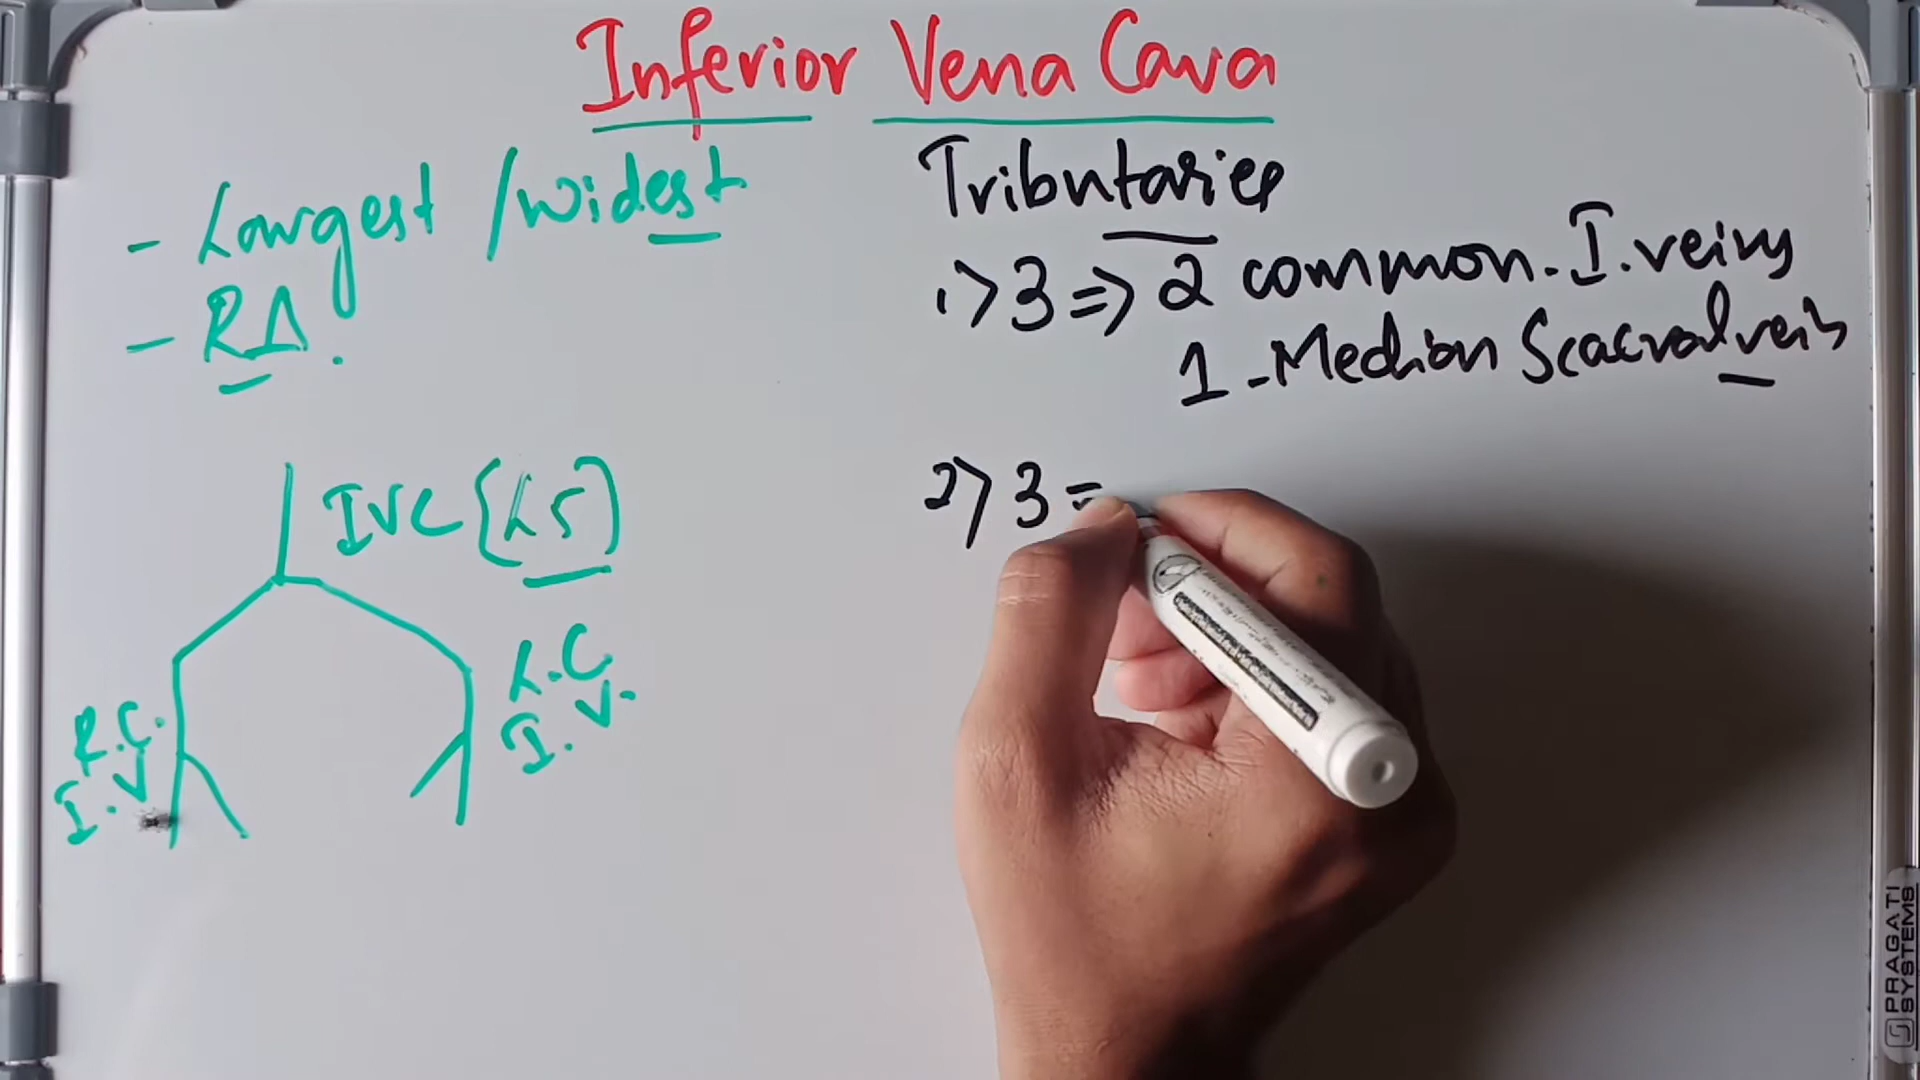 Inferior Vena Cava
- Largest / widest
- RA.
IVC [L5]
R.C.
I.V
L.C
I.V.
Tributaries
1> 3 => 2 common. I. veins
1 - Median Scacral veis
2> 3 =
PRAGATI
SYSTEMS